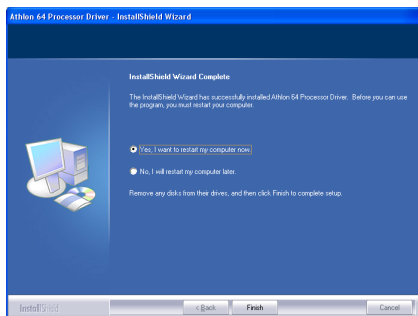 Athlon 64 Processor Driver - InstallShield Wizard
InstallShield Wizard Complete
The InstallShield Wizard has successfully installed Athlon 64 Processor Driver. Before you can use
the program, you must restart your computer.
Yes, I want to restart my computer now.
No, I will restart my computer later.
Remove any disks from their drives, and then click Finish to complete setup.
InstallShield
< Back
Finish
Cancel